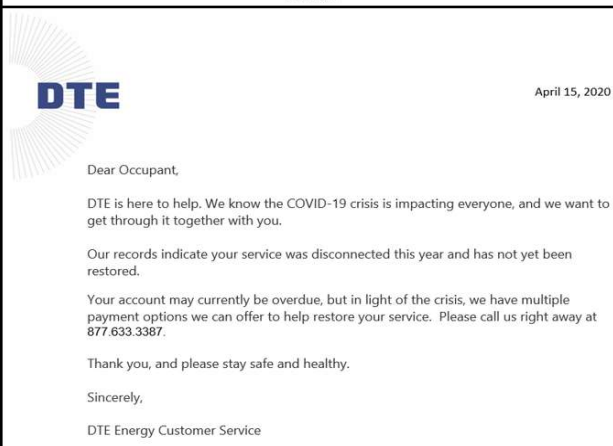 DTE
April 15, 2020
Dear Occupant,
DTE is here to help. We know the COVID-19 crisis is impacting everyone, and we want to
get through it together with you.
Our records indicate your service was disconnected this year and has not yet been
restored.
Your account may currently be overdue, but in light of the crisis, we have multiple
payment options we can offer to help restore your service.  Please call us right away at
877.633.3387.
Thank you, and please stay safe and healthy.
Sincerely,
DTE Energy Customer Service